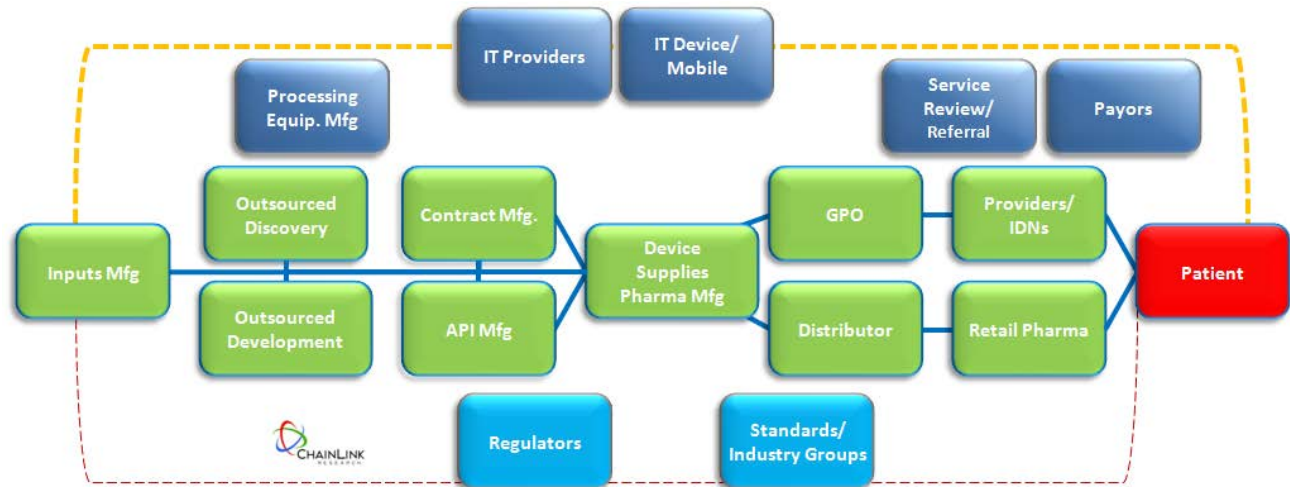 IT Providers
IT Device/
Mobile
Processing
Equip. Mfg
Service
Review/
Referral
Payors
Outsourced
Discovery
Contract Mfg.
GPO
Providers/
IDNs
Inputs Mfg
Device
Supplies
Pharma Mfg
Patient
Outsourced
Development
API Mfg
Distributor
Retail Pharma
Regulators
Standards/
Industry Groups
CHAINLINK
RESEARCH